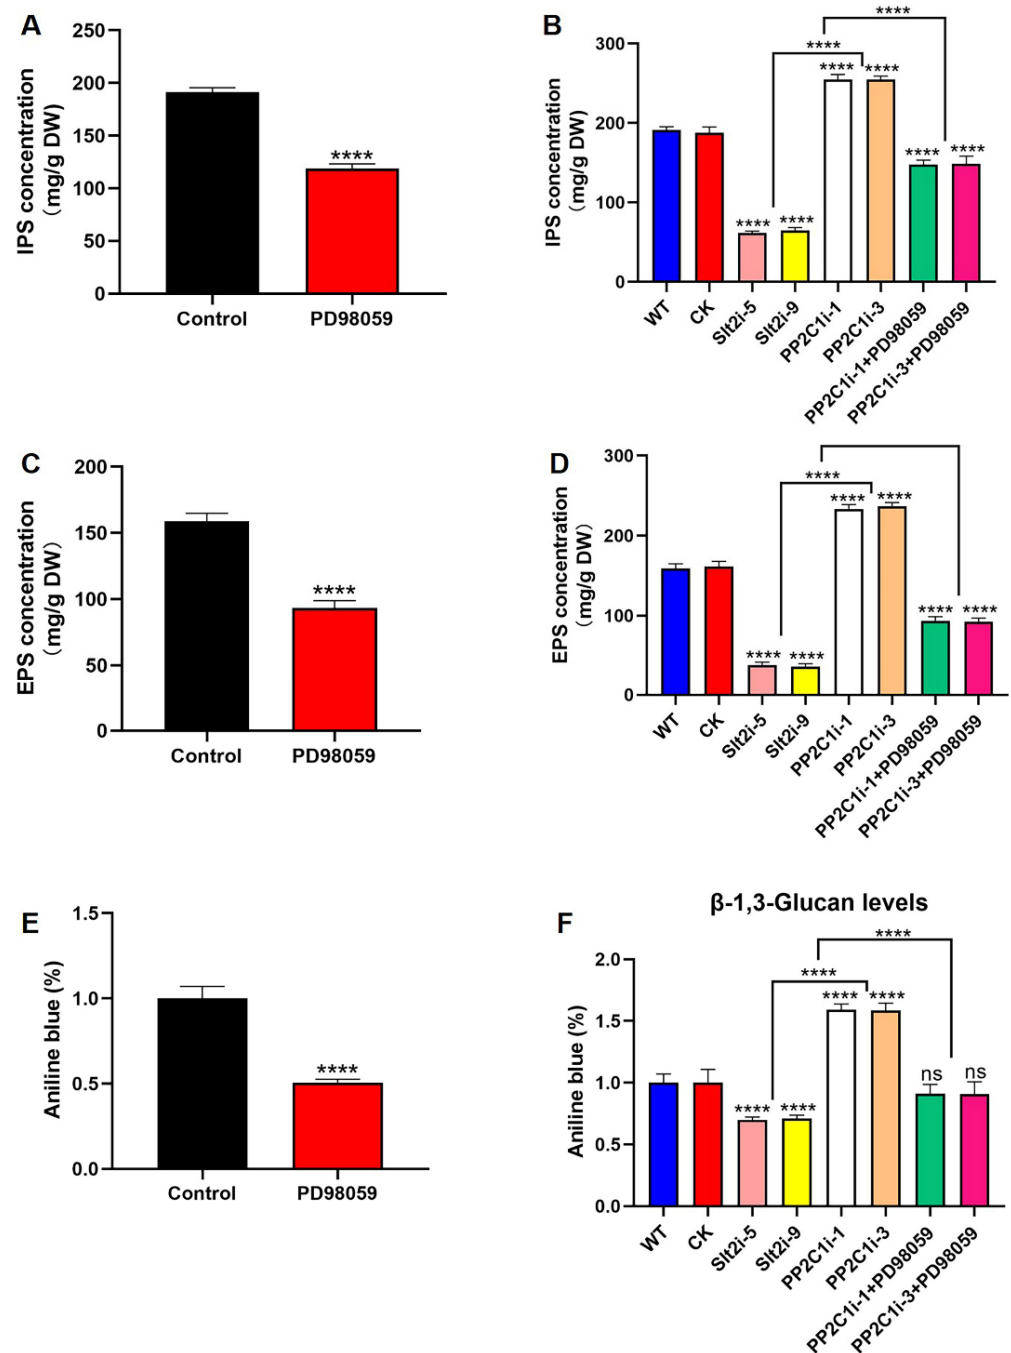 A
IPS concentration
(mg/g DW)
250
200
150
100
50
0
****
Control
PD98059
B
IPS concentration
(mg/g DW)
300
200
100
0
****
****
****
****
****
****
****
****
WT
CK
Slt2i-5
Slt2i-9
PP2C1i-1
PP2C1i-3
PP2C1i-1+PD98059
PP2C1i-3+PD98059
C
EPS concentration
(mg/g DW)
200
150
100
50
0
****
Control
PD98059
D
EPS concentration
(mg/g DW)
300
200
100
0
****
****
****
****
****
****
****
WT
CK
Slt2i-5
Slt2i-9
PP2C1i-1
PP2C1i-3
PP2C1i-1+PD98059
PP2C1i-3+PD98059
E
Aniline blue (%)
1.5
1.0
0.5
0.0
****
Control
PD98059
F
β-1,3-Glucan levels
Aniline blue (%)
2.0
1.5
1.0
0.5
0.0
****
****
****
****
****
****
ns
ns
WT
CK
Slt2i-5
Slt2i-9
PP2C1i-1
PP2C1i-3
PP2C1i-1+PD98059
PP2C1i-3+PD98059